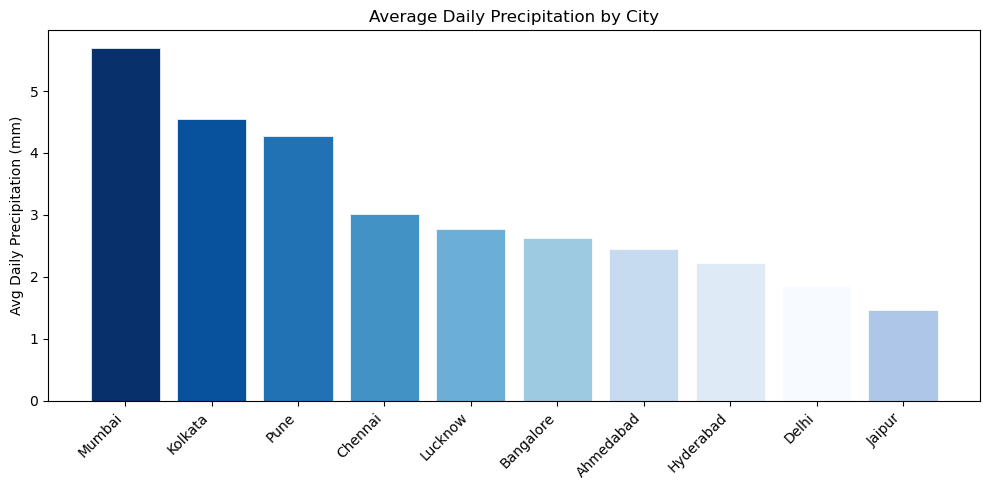 Average Daily Precipitation by City
Avg Daily Precipitation (mm)
5
4
3
2
1
0
Mumbai
Kolkata
Pune
Chennai
Lucknow
Bangalore
Ahmedabad
Hyderabad
Delhi
Jaipur